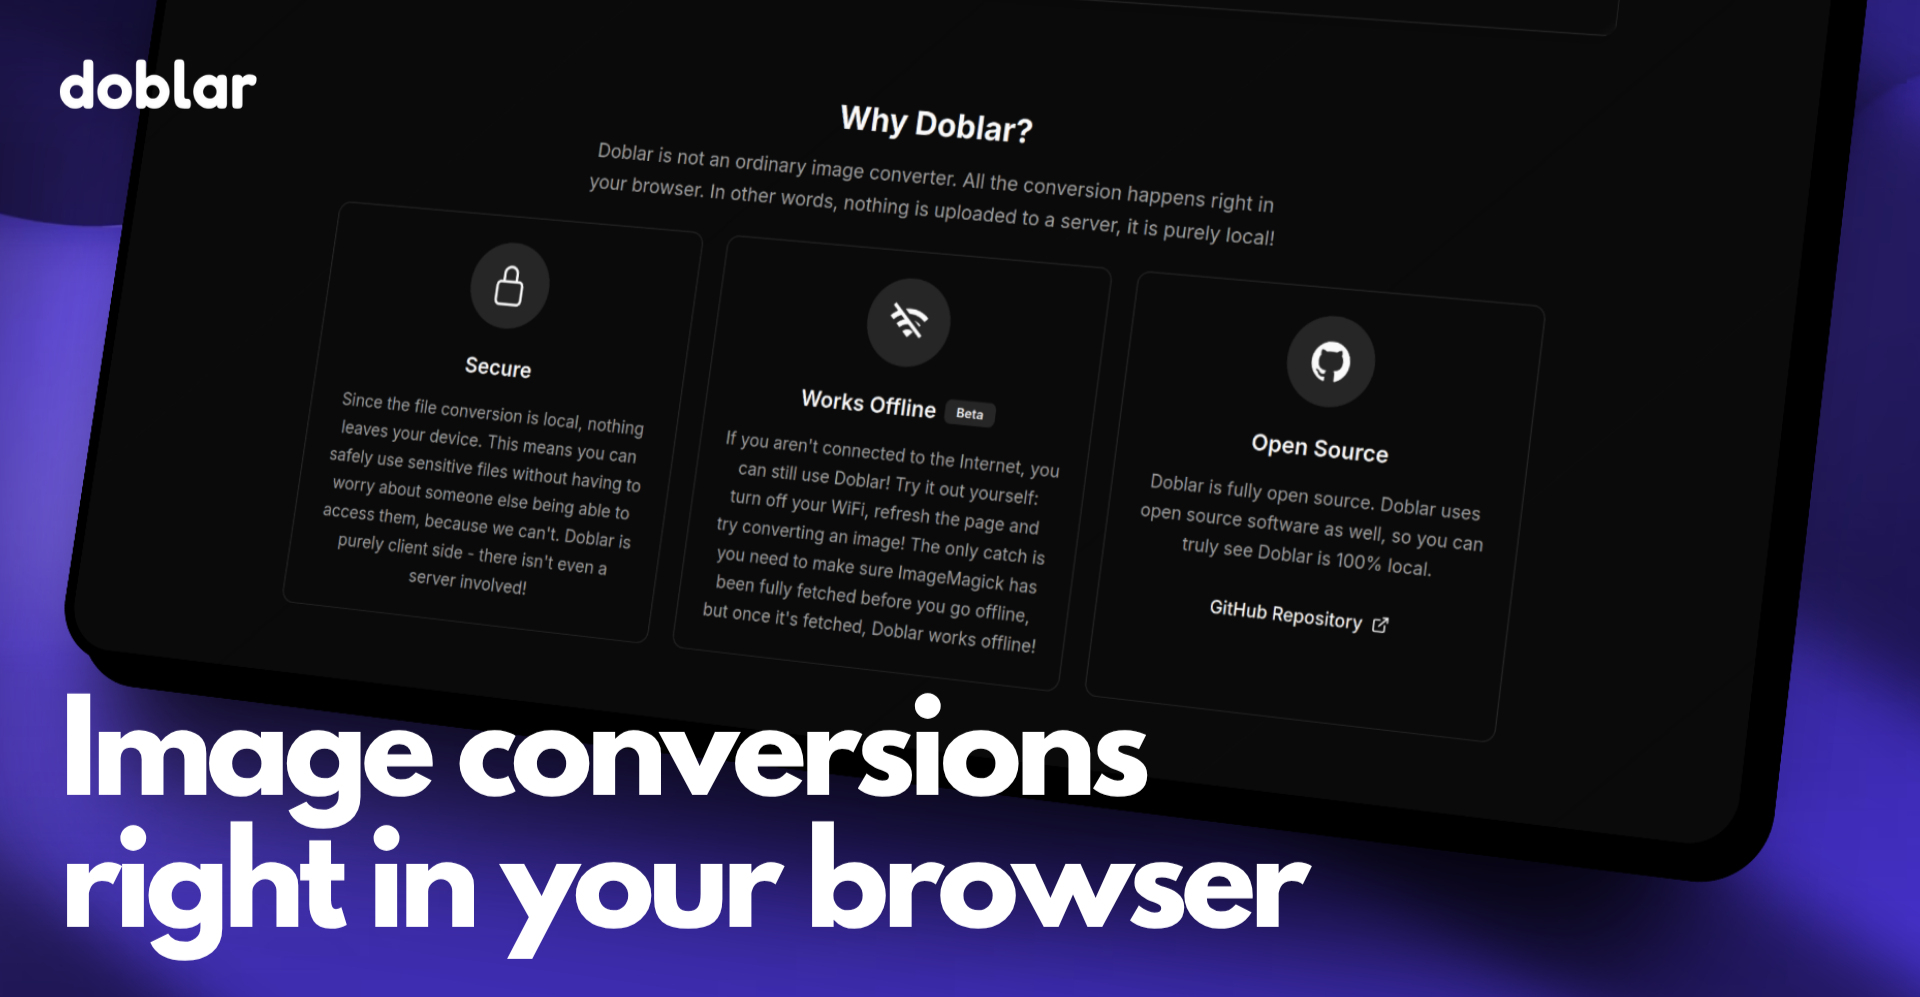 doblar
Why Doblar?
Doblar is not an ordinary image converter. All the conversion happens right in
your browser. In other words, nothing is uploaded to a server, it is purely local!
Secure
Since the file conversion is local, nothing
leaves your device. This means you can
safely use sensitive files without having to
worry about someone else being able to
access them, because we can't. Doblar is
purely client side - there isn't even a
server involved!
Works Offline Beta
If you aren't connected to the Internet, you
can still use Doblar! Try it out yourself:
turn off your WiFi, refresh the page and
try converting an image! The only catch is
you need to make sure ImageMagick has
been fully fetched before you go offline,
but once it's fetched, Doblar works offline!
Open Source
Doblar is fully open source. Doblar uses
open source software as well, so you can
truly see Doblar is 100% local.
GitHub Repository
Image conversions
right in your browser